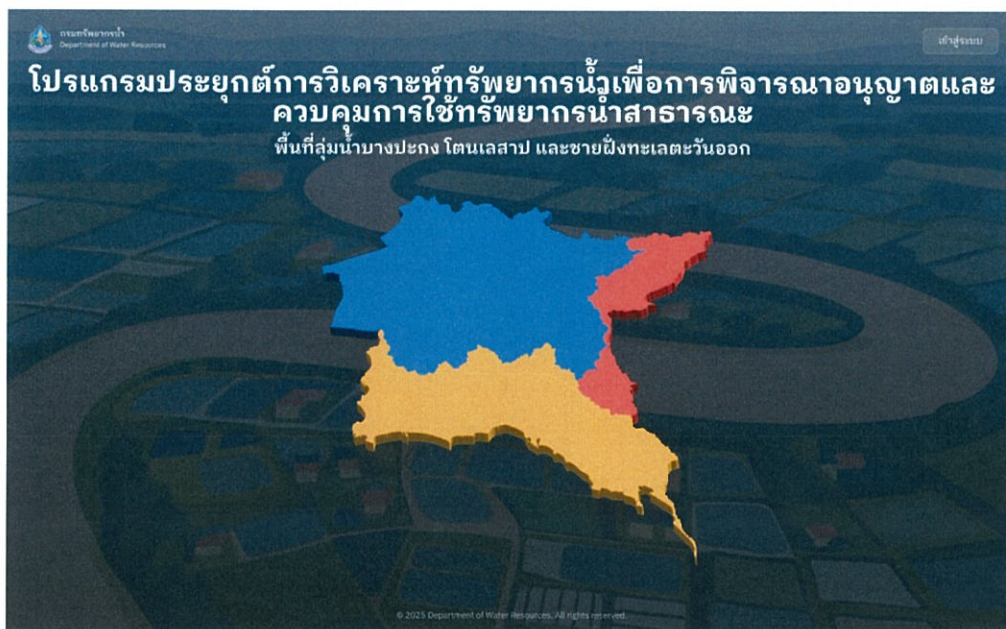 กรมทรัพยากรน้ำ
Department of Water Resources
เข้าสู่ระบบ
โปรแกรมประยุกต์การวิเคราะห์ทรัพยากรน้ำเพื่อการพิจารณาอนุญาตและ
ควบคุมการใช้ทรัพยากรน้ำสาธารณะ
พื้นที่ลุ่มน้ำบางปะกง โตนเลสาป และชายฝั่งทะเลตะวันออก
© 2025 Department of Water Resources. All rights reserved.